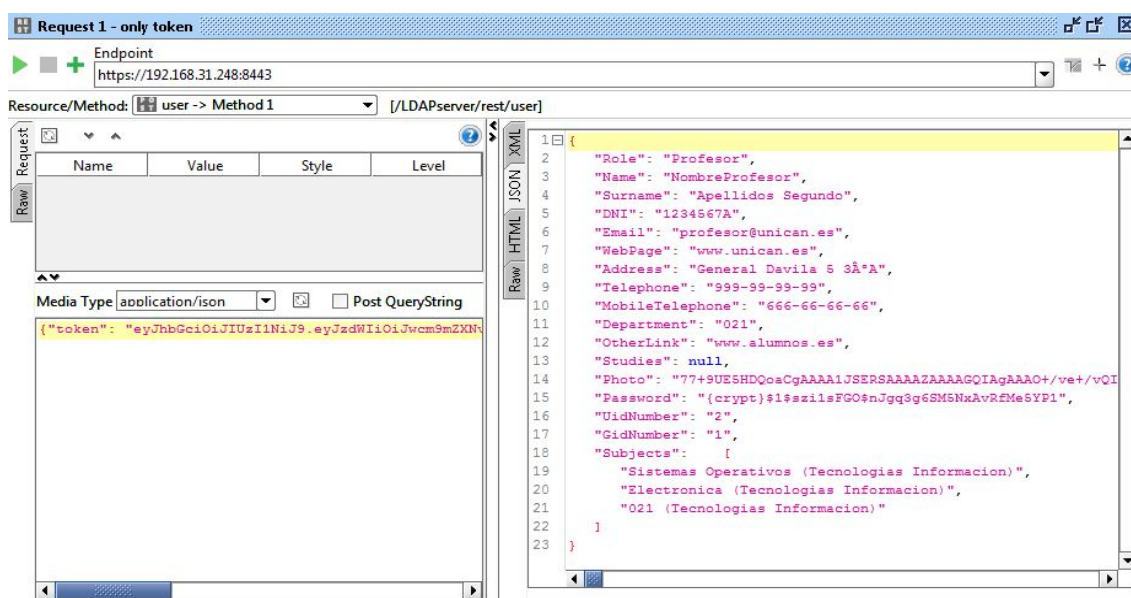 Request 1 - only token
Endpoint
https://192.168.31.248:8443
Resource/Method: user -> Method 1 [/LDAPserver/rest/user]
Request
Raw
Name Value Style Level
Media Type application/json Post QueryString
{"token": "eyJhbGciOiJIUzI1NiJ9.eyJzdWIiOiJwcm9mZXNv
XML
JSON
HTML
Raw
1 {
2 "Role": "Profesor",
3 "Name": "NombreProfesor",
4 "Surname": "Apellidos Segundo",
5 "DNI": "1234567A",
6 "Email": "profesor@unican.es",
7 "WebPage": "www.unican.es",
8 "Address": "General Davila 5 3ÂºA",
9 "Telephone": "999-99-99-99",
10 "MobileTelephone": "666-66-66-66",
11 "Department": "021",
12 "OtherLink": "www.alumnos.es",
13 "Studies": null,
14 "Photo": "77+9UE5HDQoaCgAAAA1JSERSAAAAZAAAAGQIAgAAAO+/ve+/vQI
15 "Password": "{crypt}$1$szi1sFGO$nJgq3g6SM5NxAvRfMe5YP1",
16 "UidNumber": "2",
17 "GidNumber": "1",
18 "Subjects": [
19 "Sistemas Operativos (Tecnologias Informacion)",
20 "Electronica (Tecnologias Informacion)",
21 "021 (Tecnologias Informacion)"
22 ]
23 }